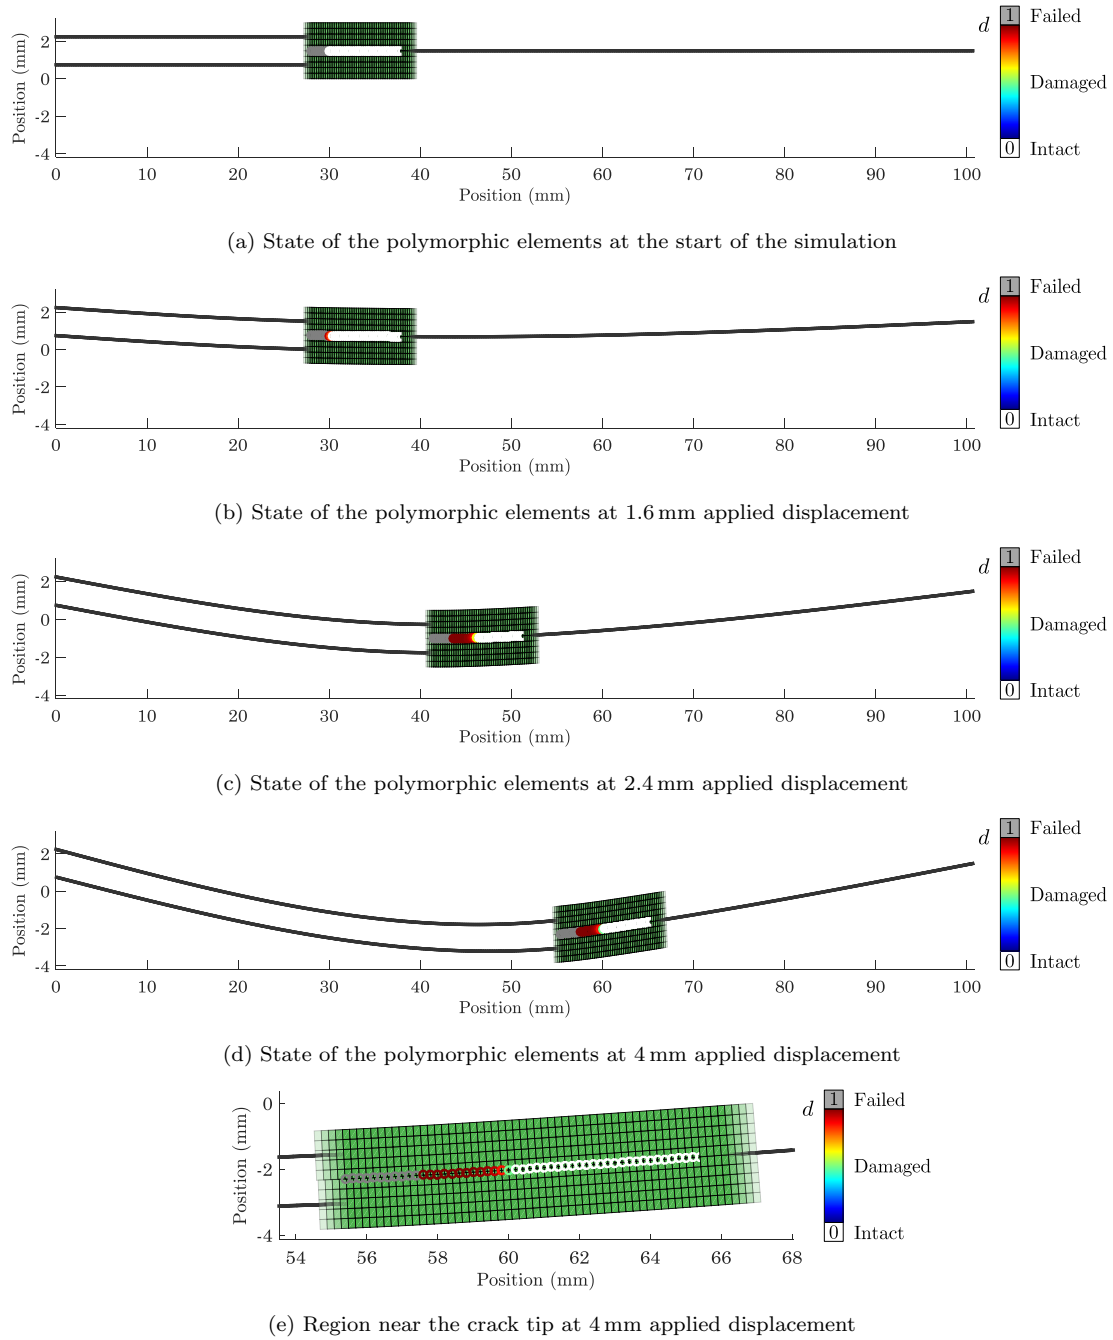 2
0
-2
-4
Position (mm)
0 10 20 30 40 50 60 70 80 90 100
Position (mm)
d
1 Failed
Damaged
0 Intact
(a) State of the polymorphic elements at the start of the simulation
2
0
-2
-4
Position (mm)
0 10 20 30 40 50 60 70 80 90 100
Position (mm)
d
1 Failed
Damaged
0 Intact
(b) State of the polymorphic elements at 1.6 mm applied displacement
2
0
-2
-4
Position (mm)
0 10 20 30 40 50 60 70 80 90 100
Position (mm)
d
1 Failed
Damaged
0 Intact
(c) State of the polymorphic elements at 2.4 mm applied displacement
2
0
-2
-4
Position (mm)
0 10 20 30 40 50 60 70 80 90 100
Position (mm)
d
1 Failed
Damaged
0 Intact
(d) State of the polymorphic elements at 4 mm applied displacement
0
-2
-4
Position (mm)
54 56 58 60 62 64 66 68
Position (mm)
d
1 Failed
Damaged
0 Intact
(e) Region near the crack tip at 4 mm applied displacement